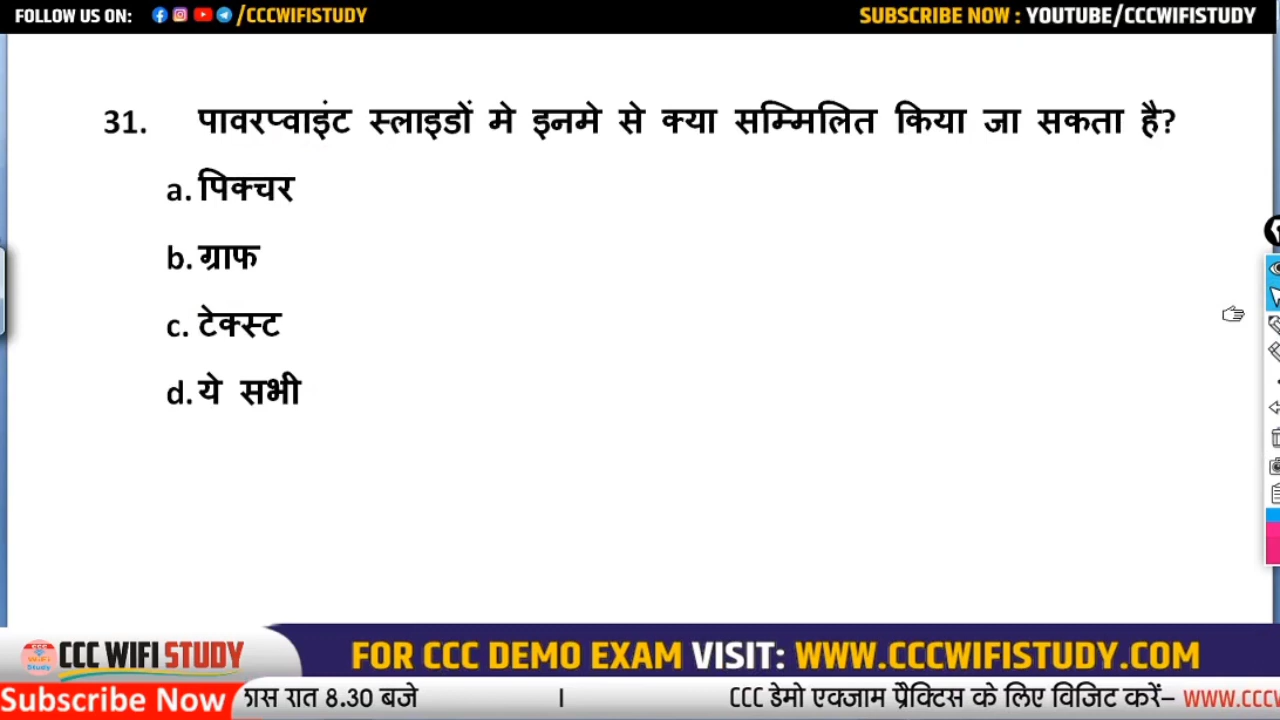 FOLLOW US ON: /CCCWIFISTUDY
SUBSCRIBE NOW : YOUTUBE/CCCWIFISTUDY
31. पावरप्वाइंट स्लाइडों मे इनमे से क्या सम्मिलित किया जा सकता है?
a. पिक्चर
b. ग्राफ
c. टेक्स्ट
d. ये सभी
CCC WIFI STUDY
FOR CCC DEMO EXAM VISIT: WWW.CCCWIFISTUDY.COM
Subscribe Now रात 8.30 बजे । CCC डेमो एक्जाम प्रैक्टिस के लिए विजिट करें–